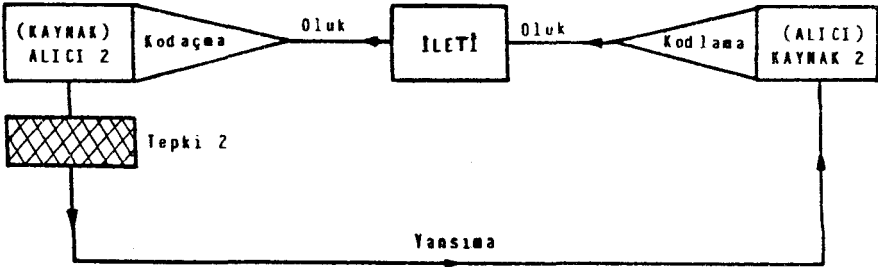 (KAYNAK)
ALICI 2
Kodaçma
Oluk
İLETİ
Oluk
Kodlama
(ALICI)
KAYNAK 2
Tepki 2
Yansıma